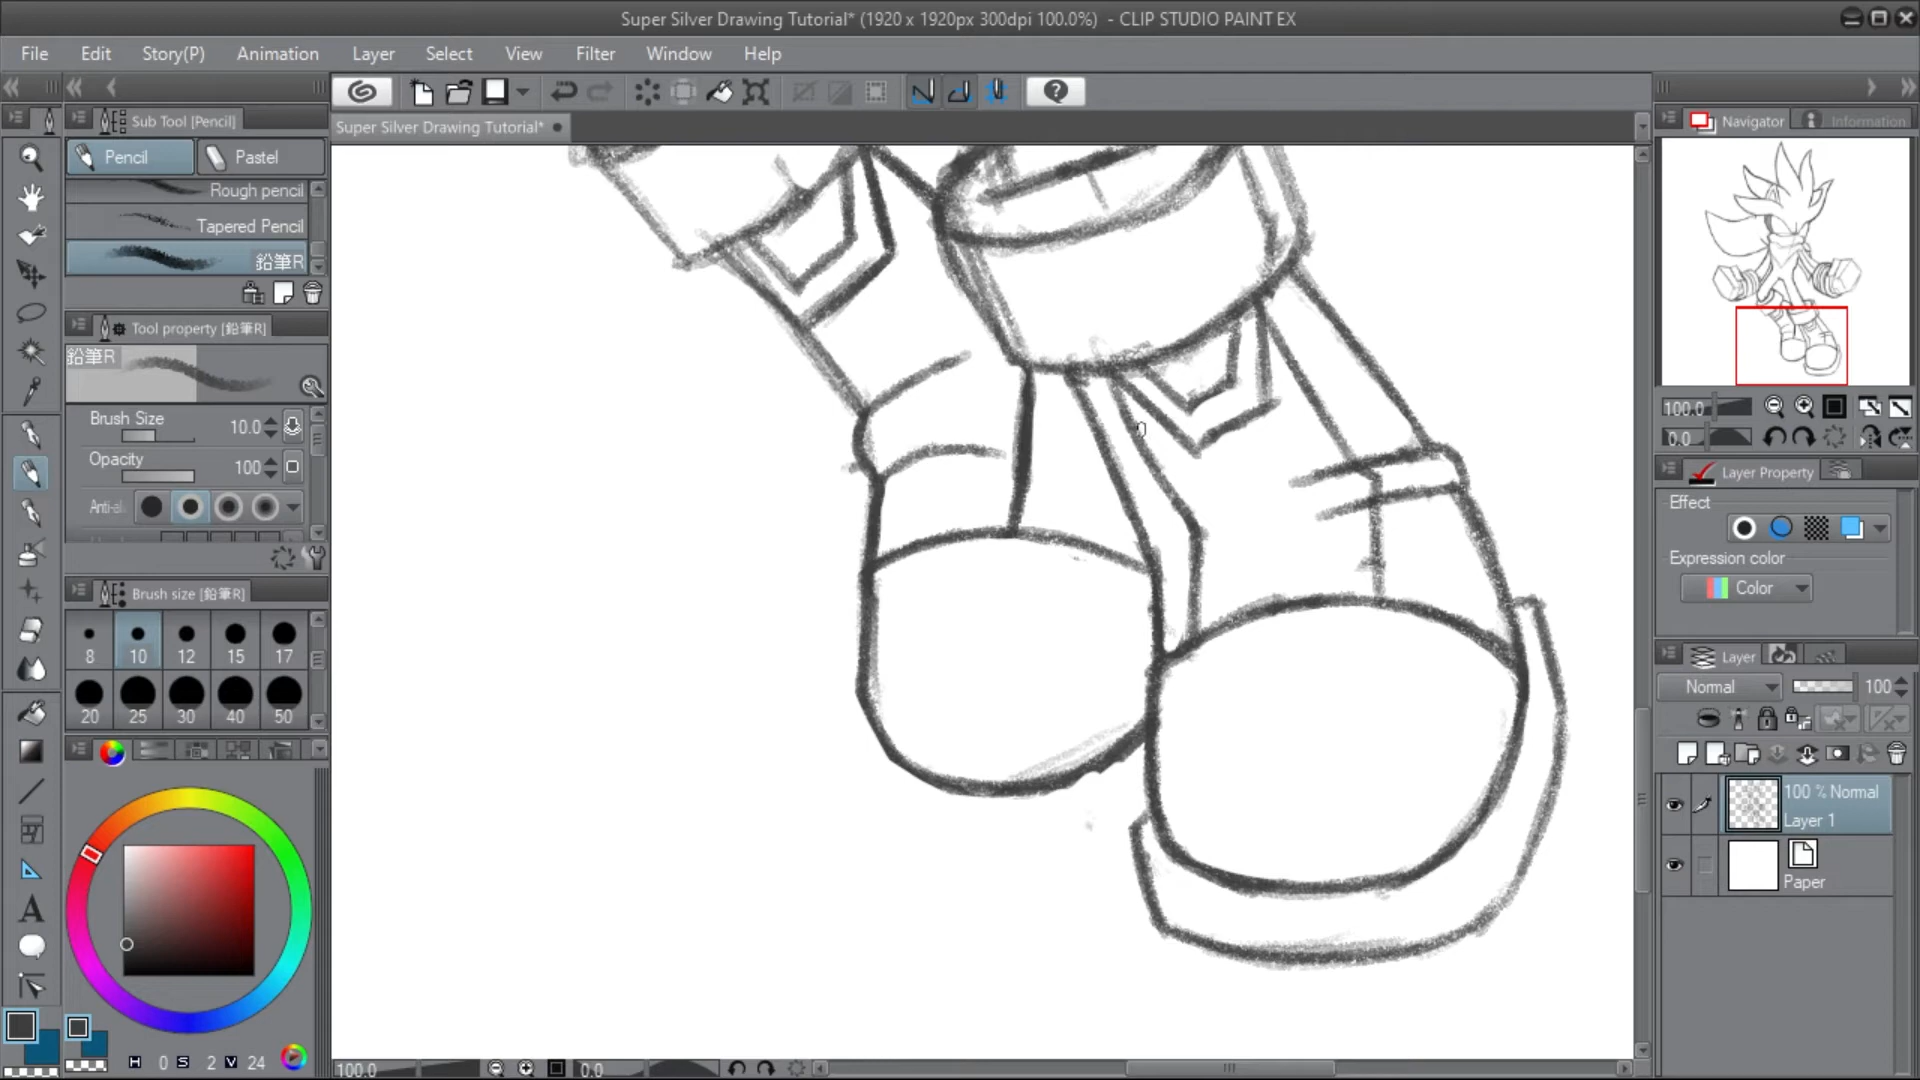 Super Silver Drawing Tutorial* (1920 x 1920px 300dpi 100.0%) - CLIP STUDIO PAINT EX
File Edit Story(P) Animation Layer Select View Filter Window Help
Sub Tool [Pencil]
Pencil Pastel
Rough pencil
Tapered Pencil
鉛筆R
Tool property [鉛筆R]
鉛筆R
Brush Size 10.0
Opacity 100
Anti-al
Brush size [鉛筆R]
8 10 12 15 17
20 25 30 40 50
H 0 S 2 V 24
Super Silver Drawing Tutorial*
100.0 0.0
Navigator Information
100.0
0.0
Layer Property
Effect
Expression color
Color
Layer
Normal 100
100 % Normal
Layer 1
Paper